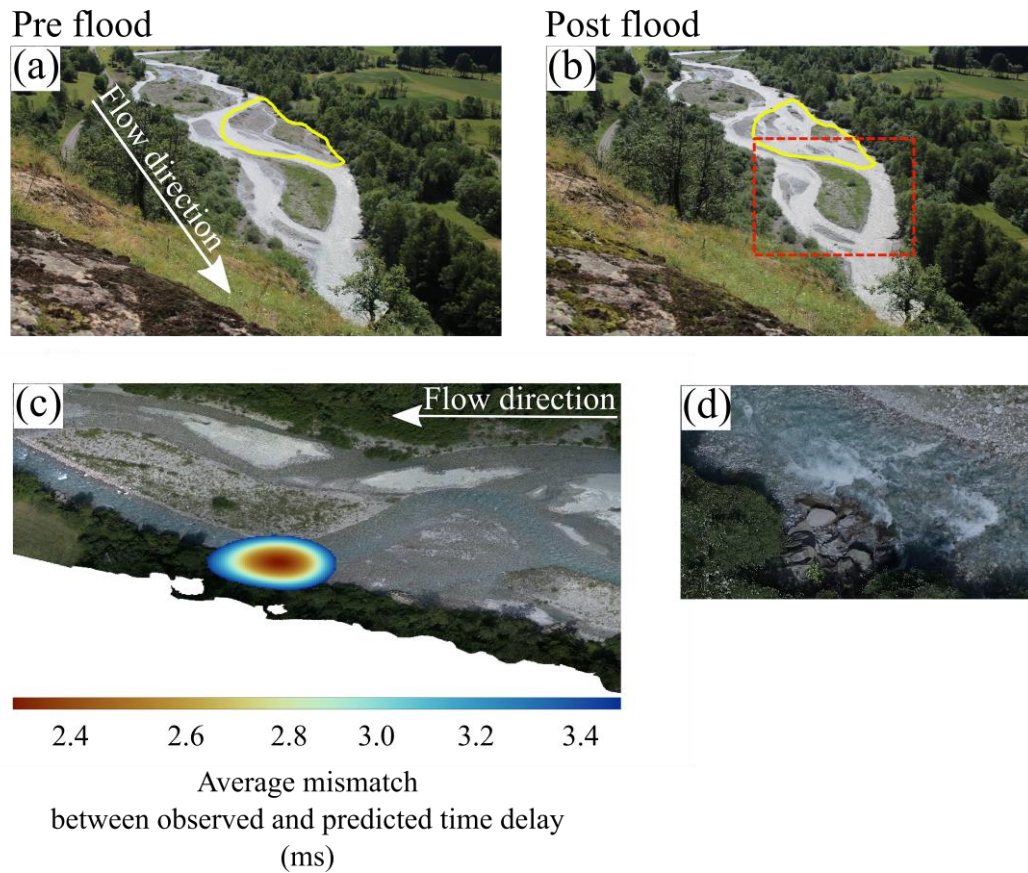 Pre flood
Post flood
(a)
Flow direction
(b)
(c)
Flow direction
(d)
2.4 2.6 2.8 3.0 3.2 3.4
Average mismatch
between observed and predicted time delay
(ms)